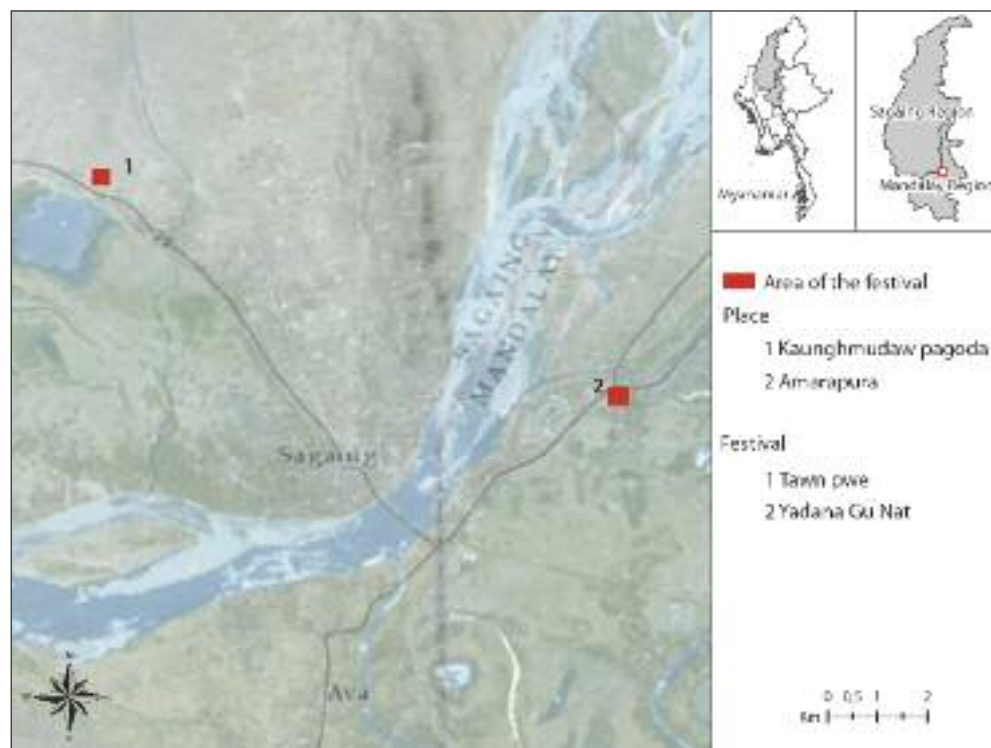 1
2
SAGAING
MANDALAY
Sagaing
Ava
Myanmar
Sagaing Region
Mandalay Region
Area of the festival
Place
1 Kaunghmudaw pagoda
2 Amarapura
Festival
1 Tawn pwe
2 Yadana Gu Nat
0 0,5 1 2
Km